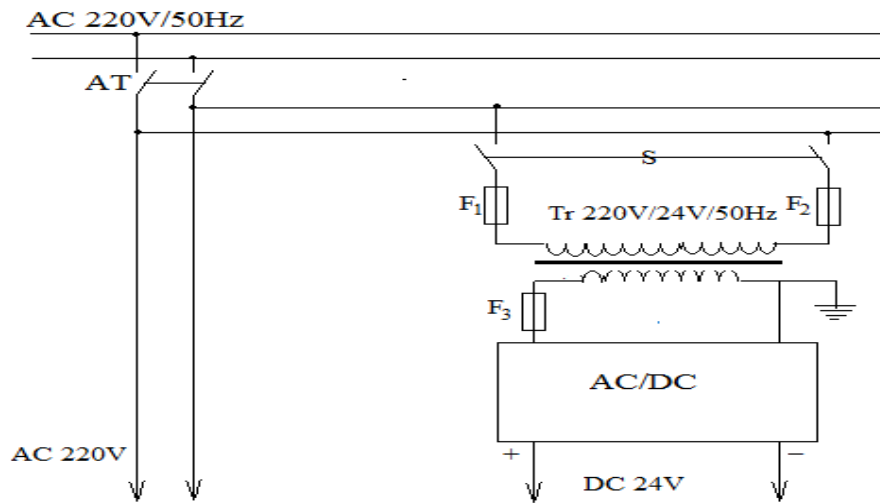 AC 220V/50Hz
AT
S
F₁
Tr 220V/24V/50Hz
F₂
F₃
AC/DC
+
−
AC 220V
DC 24V